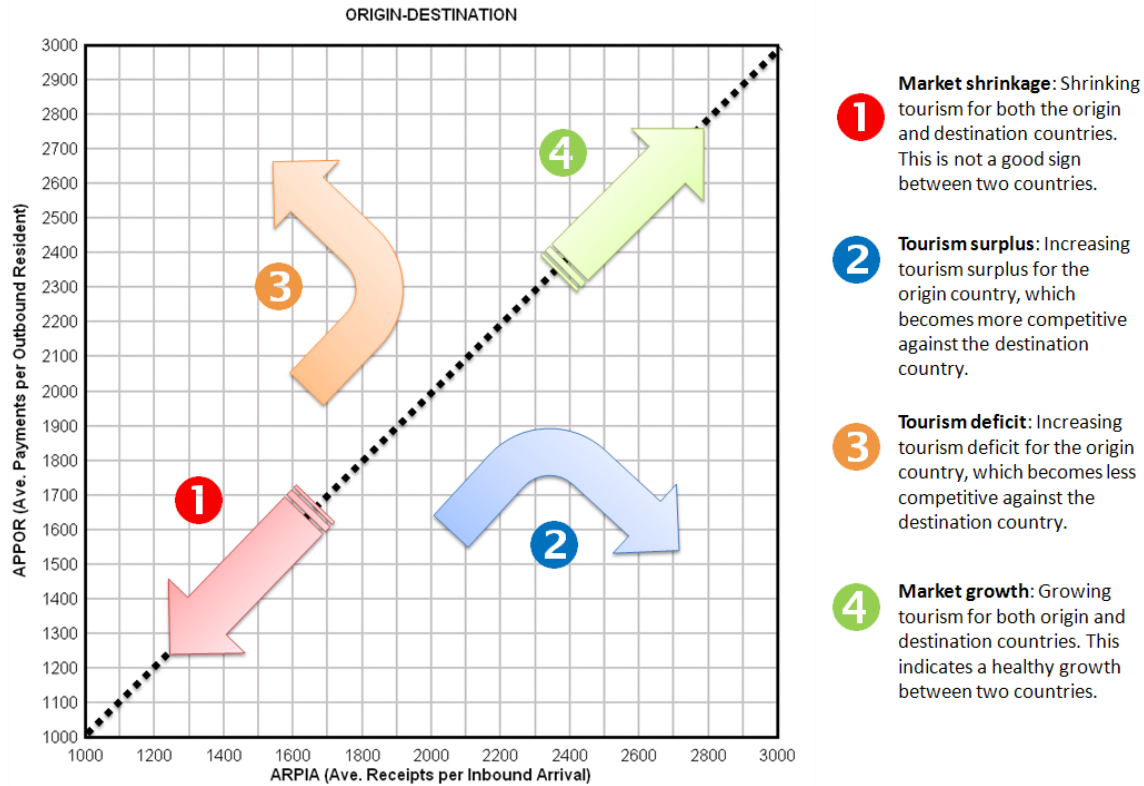 ORIGIN-DESTINATION
3000
2900
2800
2700
2600
2500
2400
2300
2200
2100
2000
1900
1800
1700
1600
1500
1400
1300
1200
1100
1000
APPOR (Ave. Payments per Outbound Resident)
1000 1200 1400 1600 1800 2000 2200 2400 2600 2800 3000
ARPIA (Ave. Receipts per Inbound Arrival)
4
3
1
2
1
Market shrinkage: Shrinking
tourism for both the origin
and destination countries.
This is not a good sign
between two countries.
2
Tourism surplus: Increasing
tourism surplus for the
origin country, which
becomes more competitive
against the destination
country.
3
Tourism deficit: Increasing
tourism deficit for the origin
country, which becomes less
competitive against the
destination country.
4
Market growth: Growing
tourism for both origin and
destination countries. This
indicates a healthy growth
between two countries.